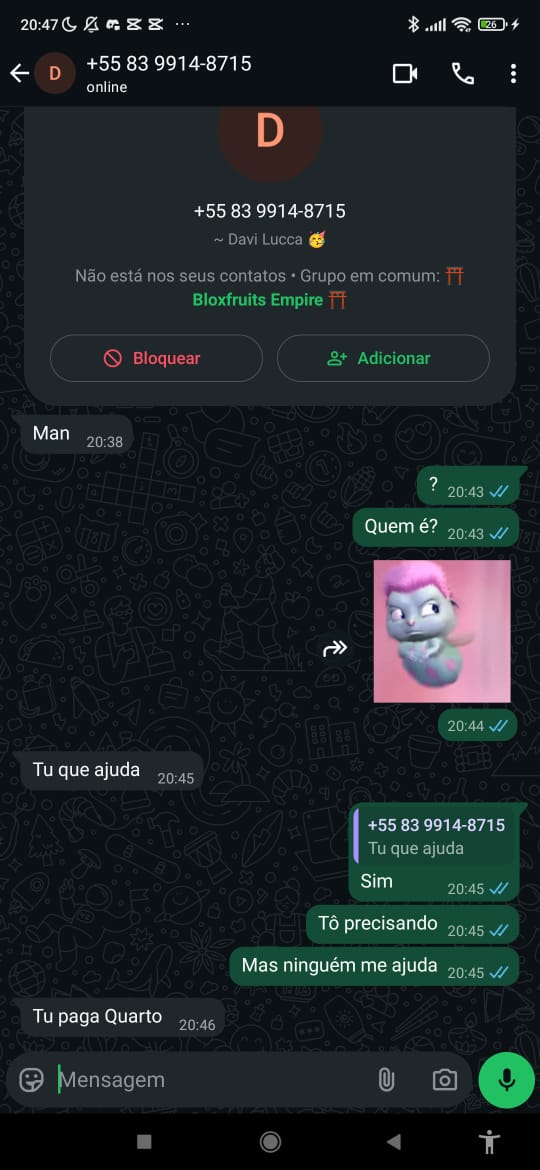 20:47
26
+55 83 9914-8715
online
D
D
+55 83 9914-8715
~ Davi Lucca 🥳
Não está nos seus contatos • Grupo em comum: ⛩️
Bloxfruits Empire ⛩️
Bloquear
Adicionar
Man 20:38
? 20:43
Quem é? 20:43
20:44
Tu que ajuda 20:45
+55 83 9914-8715
Tu que ajuda
Sim 20:45
Tô precisando 20:45
Mas ninguém me ajuda 20:45
Tu paga Quarto 20:46
Mensagem